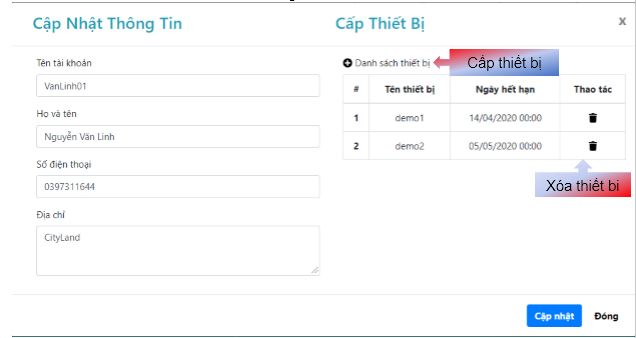 Cập Nhật Thông Tin
Cấp Thiết Bị
x
Tên tài khoản
VanLinh01
Họ và tên
Nguyễn Văn Linh
Số điện thoại
0397311644
Địa chỉ
CityLand
Danh sách thiết bị
Cấp thiết bị
# Tên thiết bị Ngày hết hạn Thao tác
1 demo1 14/04/2020 00:00
2 demo2 05/05/2020 00:00
Xóa thiết bi
Cập nhật Đóng